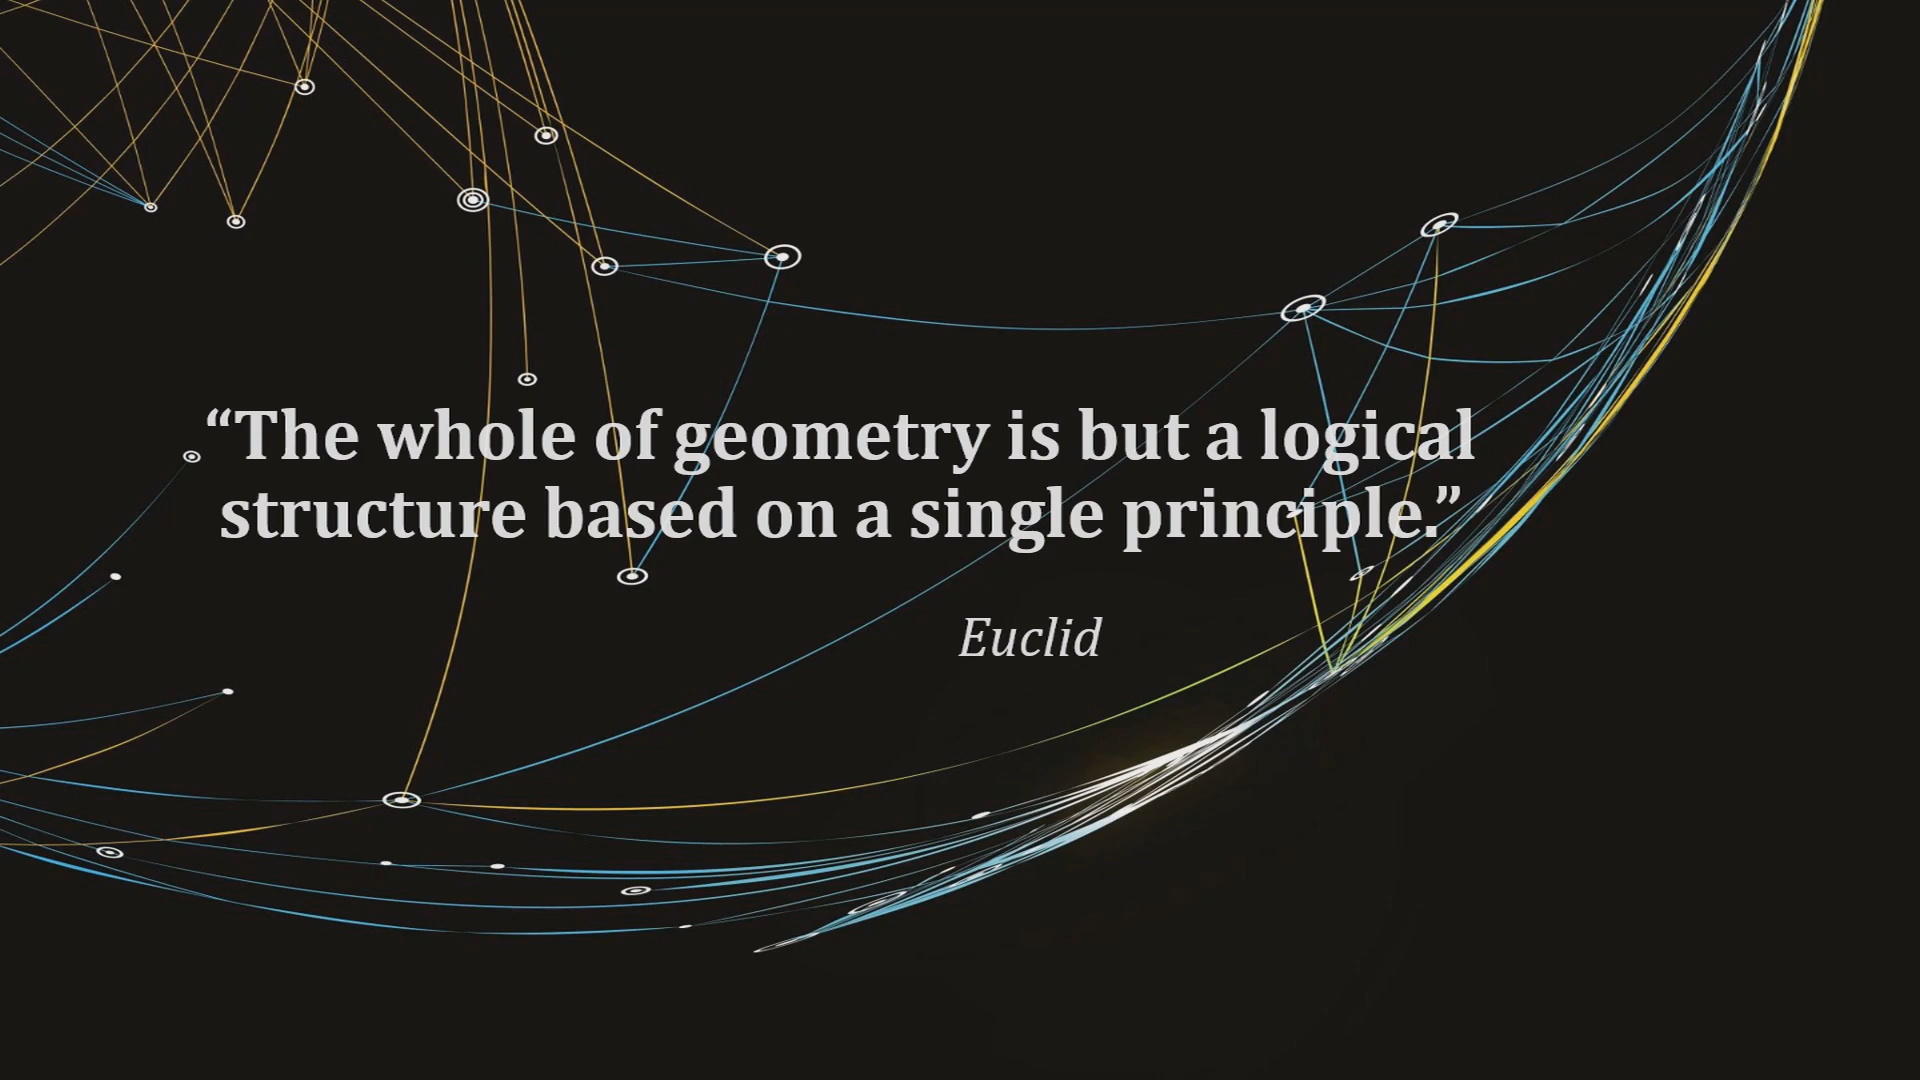 “The whole of geometry is but a logical
structure based on a single principle.”
Euclid